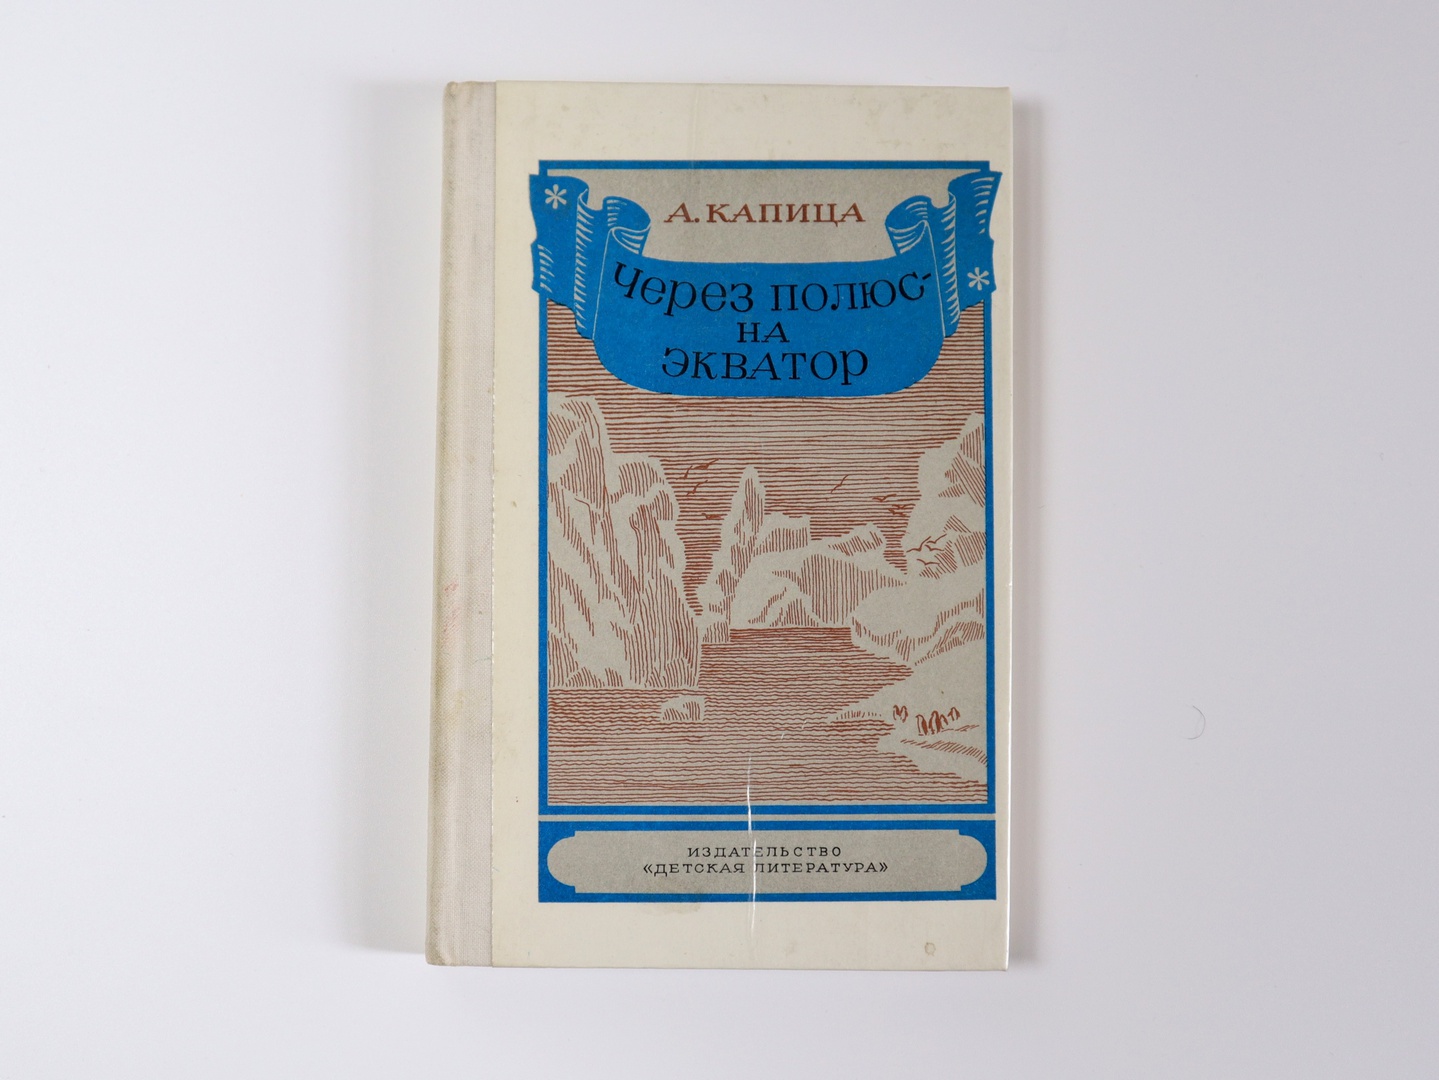 А. КАПИЦА
Через полюс-
на
экватор
ИЗДАТЕЛЬСТВО
«ДЕТСКАЯ ЛИТЕРАТУРА»